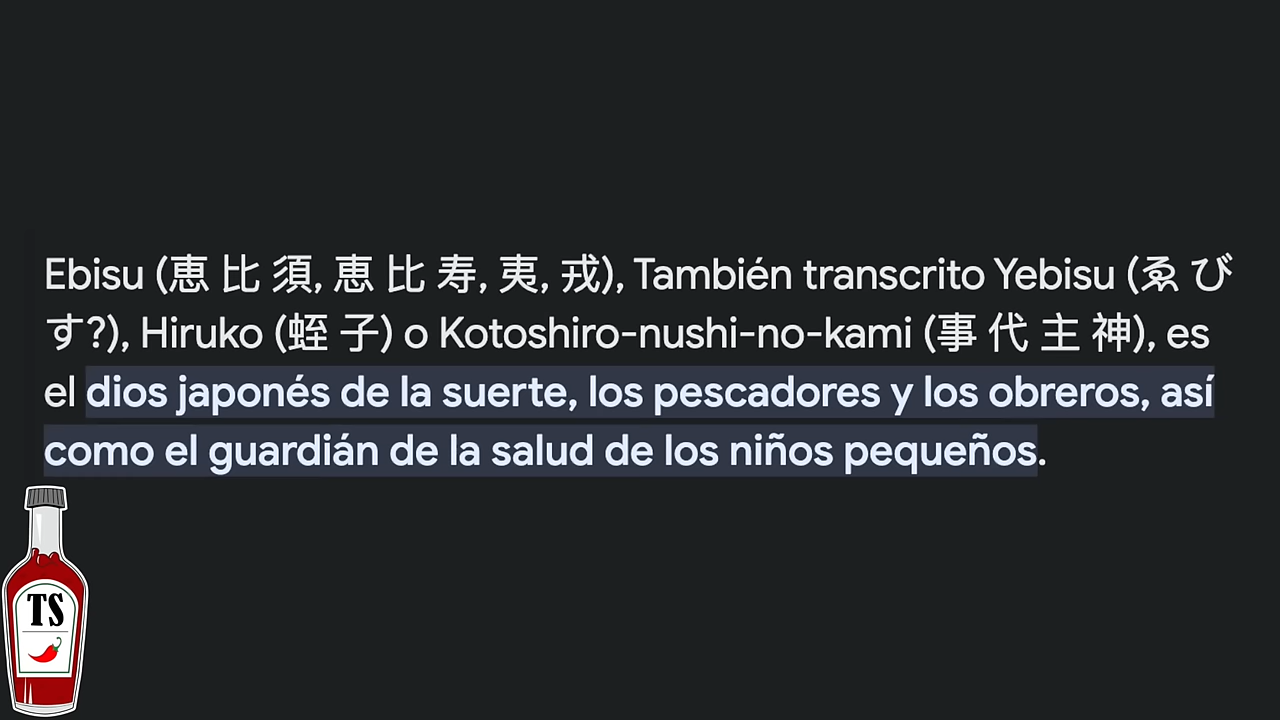 Ebisu (恵 比 須, 恵 比 寿, 夷, 戎), También transcrito Yebisu (ゑ び
す?), Hiruko (蛭 子) o Kotoshiro-nushi-no-kami (事 代 主 神), es
el dios japonés de la suerte, los pescadores y los obreros, así
como el guardián de la salud de los niños pequeños.
TS